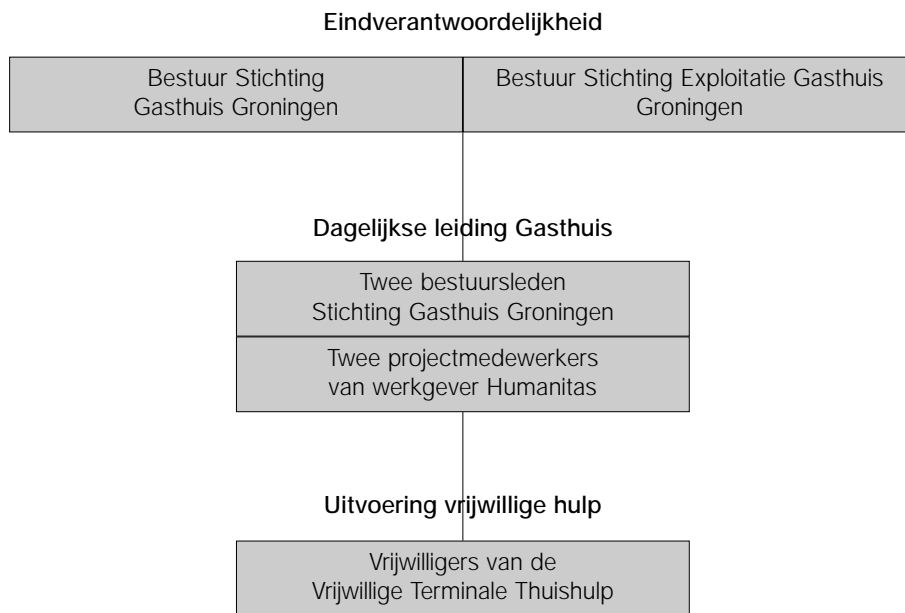 Eindverantwoordelijkheid
Bestuur Stichting
Gasthuis Groningen
Bestuur Stichting Exploitatie Gasthuis
Groningen
Dagelijkse leiding Gasthuis
Twee bestuursleden
Stichting Gasthuis Groningen
Twee projectmedewerkers
van werkgever Humanitas
Uitvoering vrijwillige hulp
Vrijwilligers van de
Vrijwillige Terminale Thuishulp